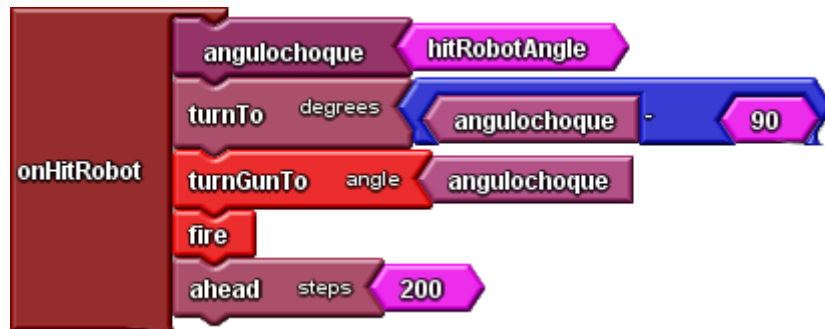 angulochoque hitRobotAngle
turnTo degrees angulochoque - 90
onHitRobot turnGunTo angle angulochoque
fire
ahead steps 200